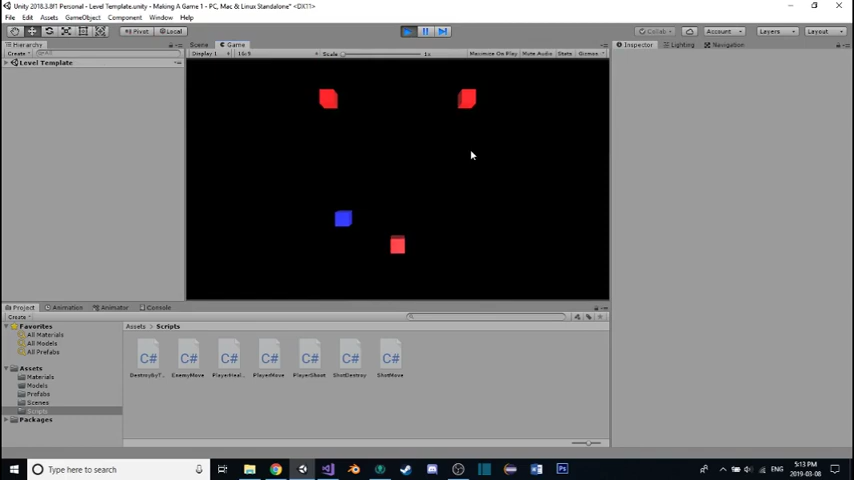 Unity 2018.3.8f1 Personal - Level Template.unity - Making A Game 1 - PC, Mac & Linux Standalone* <DX11>
File Edit Assets GameObject Component Window Help
Pivot Local Collab Account Layers Layout
Hierarchy Scene Game Inspector Lighting Navigation
Create Display 1 16:5 Scale 1x Maximize On Play Mute Audio Stats Gizmos
Level Template
Project Animation Animator Console
Create
Favorites
All Materials
All Models
All Prefabs
Assets
Materials
Models
Prefabs
Scenes
Scripts
Packages
Assets Scripts
C# C# C# C# C# C# C#
DestroyByT... EnemyMove PlayerHeal... PlayerMove PlayerShoot ShotDestroy ShotMove
Type here to search
ENG
5:13 PM
2019-03-08